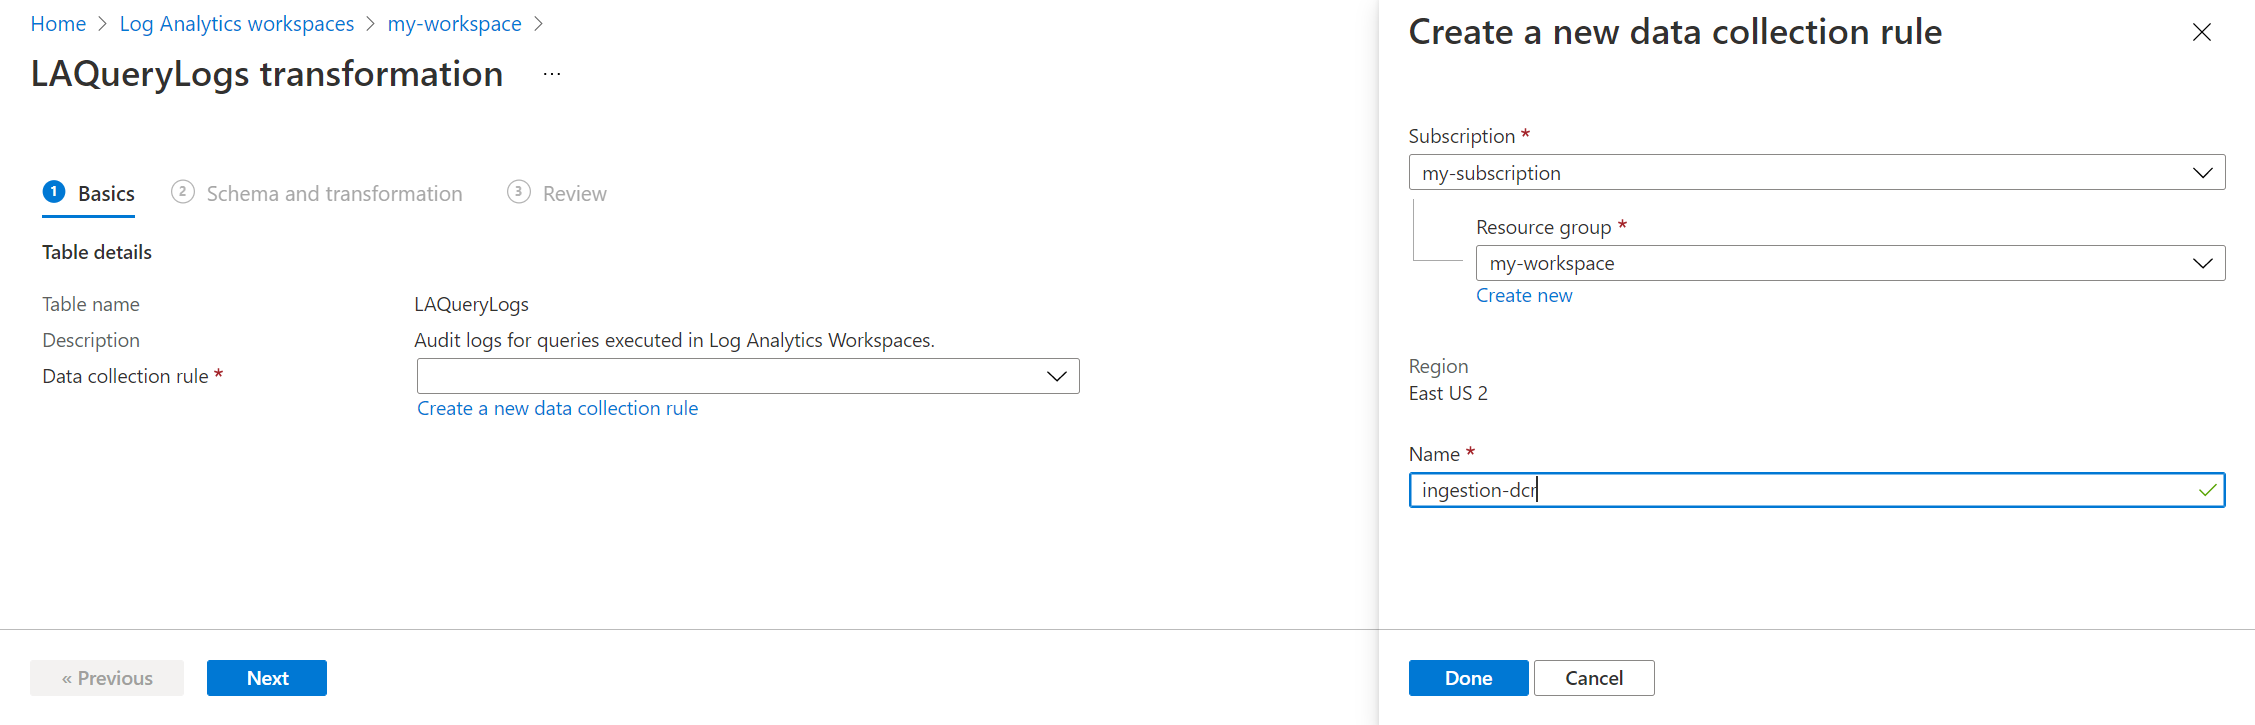 Home > Log Analytics workspaces > my-workspace >
LAQueryLogs transformation ...
1 Basics 2 Schema and transformation 3 Review
Table details
Table name LAQueryLogs
Description Audit logs for queries executed in Log Analytics Workspaces.
Data collection rule *
Create a new data collection rule
« Previous Next
Create a new data collection rule
Subscription *
my-subscription
Resource group *
my-workspace
Create new
Region
East US 2
Name *
ingestion-dcr
Done Cancel